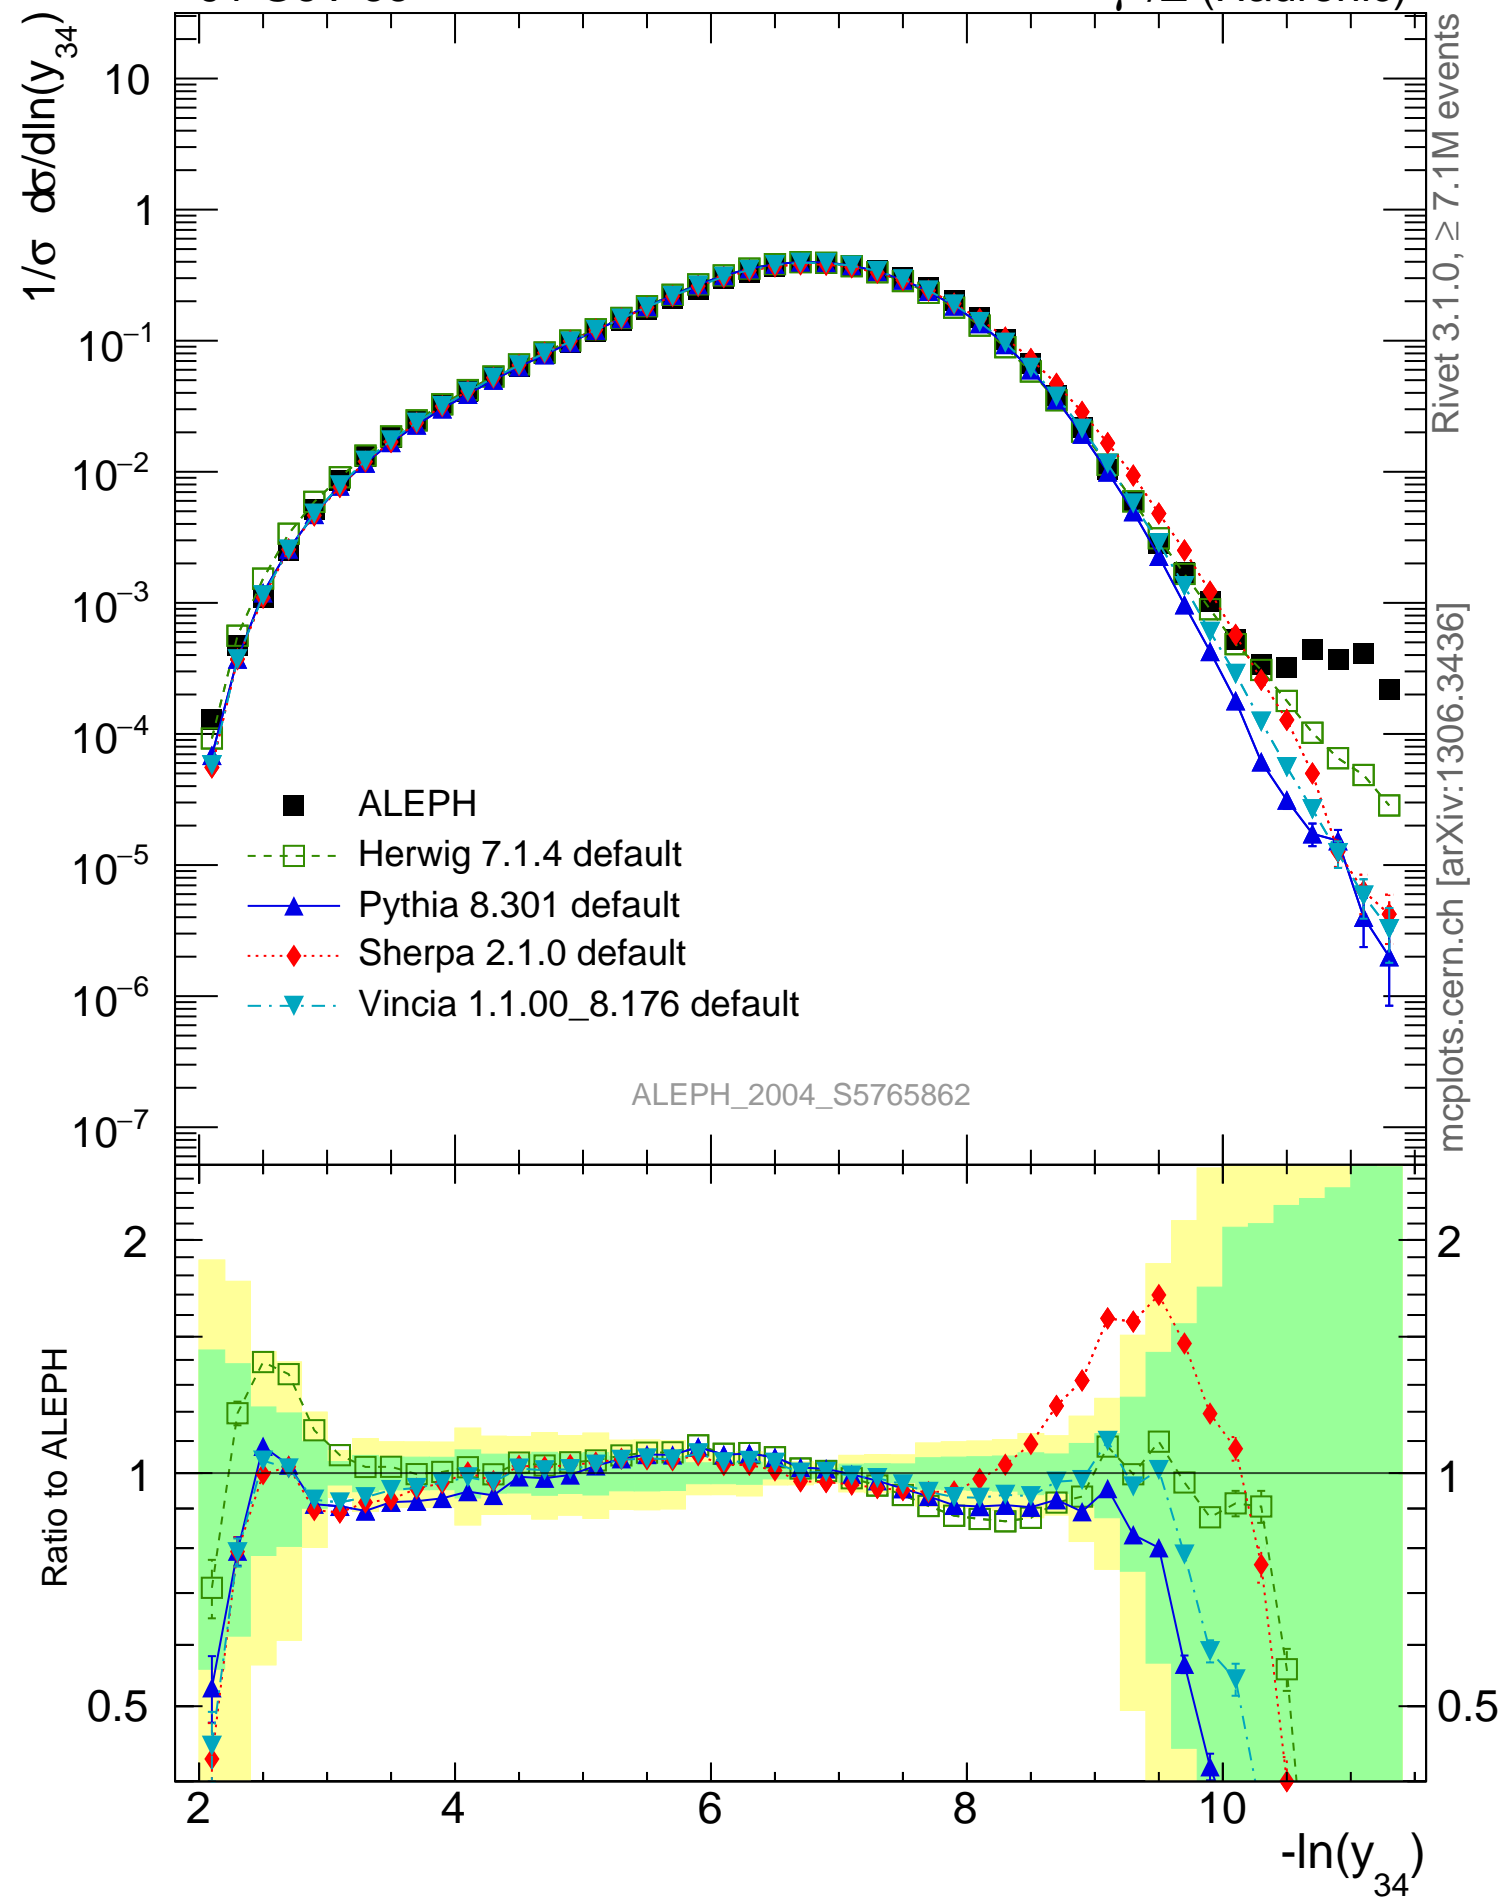 1/σ dσ/dln(y34)
10
1
10−1
10−2
10−3
10−4
10−5
10−6
10−7
ALEPH
Herwig 7.1.4 default
Pythia 8.301 default
Sherpa 2.1.0 default
Vincia 1.1.00_8.176 default
ALEPH_2004_S5765862
Rivet 3.1.0, ≥ 7.1M events
mcplots.cern.ch [arXiv:1306.3436]
Ratio to ALEPH
2
1
0.5
2
1
0.5
2 4 6 8 10
-ln(y34)